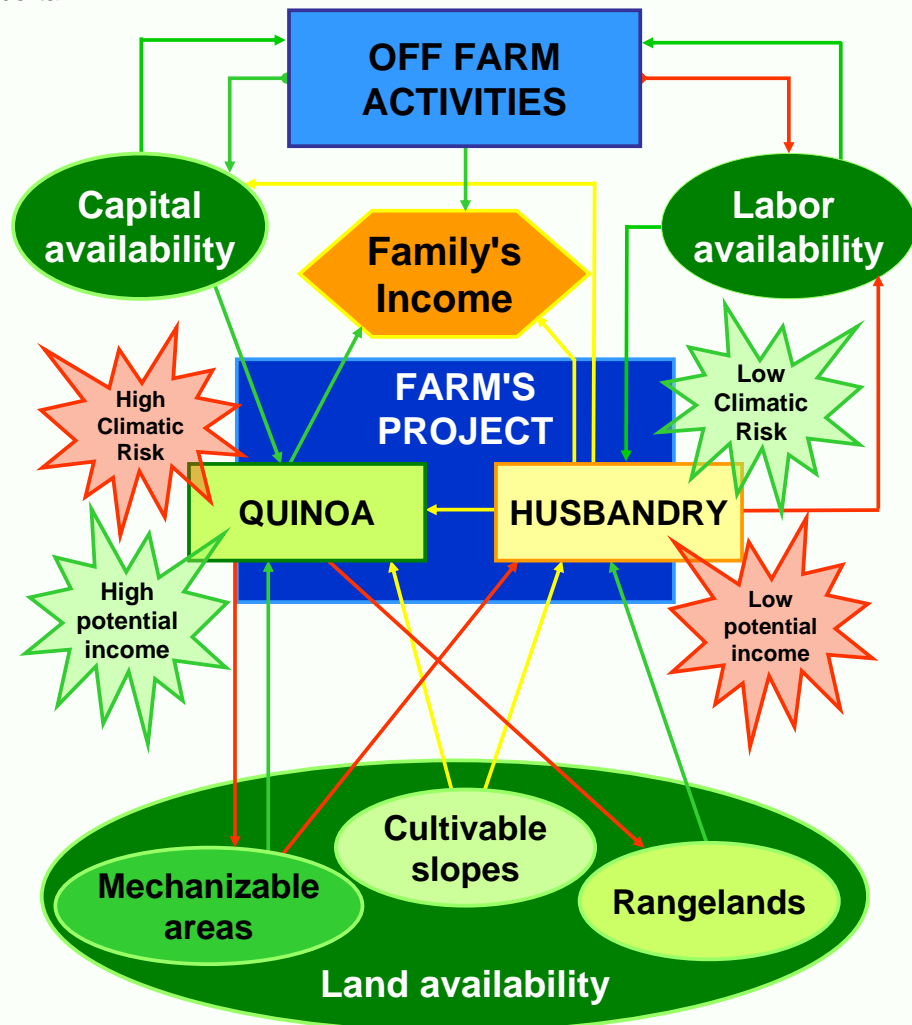 OFF FARM
ACTIVITIES
Capital
availability
Labor
availability
Family's
Income
FARM'S
PROJECT
High
Climatic
Risk
Low
Climatic
Risk
QUINOA
HUSBANDRY
High
potential
income
Low
potential
income
Cultivable
slopes
Mechanizable
areas
Rangelands
Land availability